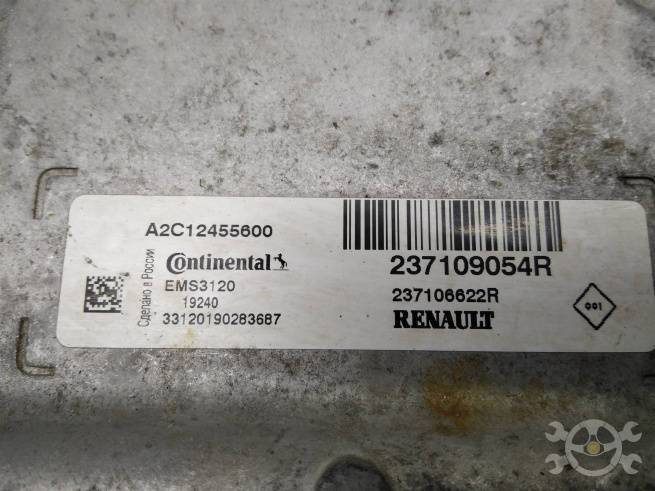 A2C12455600
Сделано в России
Continental
EMS3120
19240
33120190283687
237109054R
237106622R
RENAULT
001